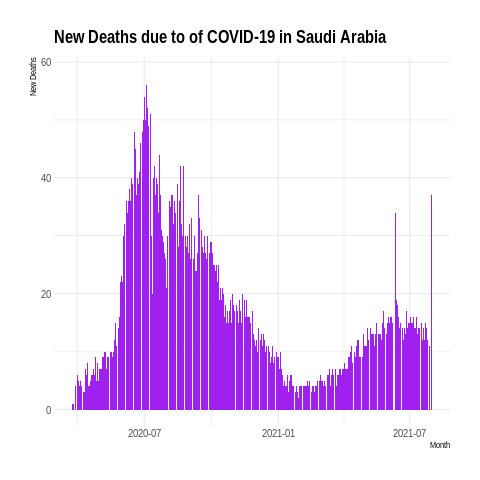 New Deaths due to of COVID-19 in Saudi Arabia
New Deaths
60
40
20
0
2020-07
2021-01
2021-07
Month